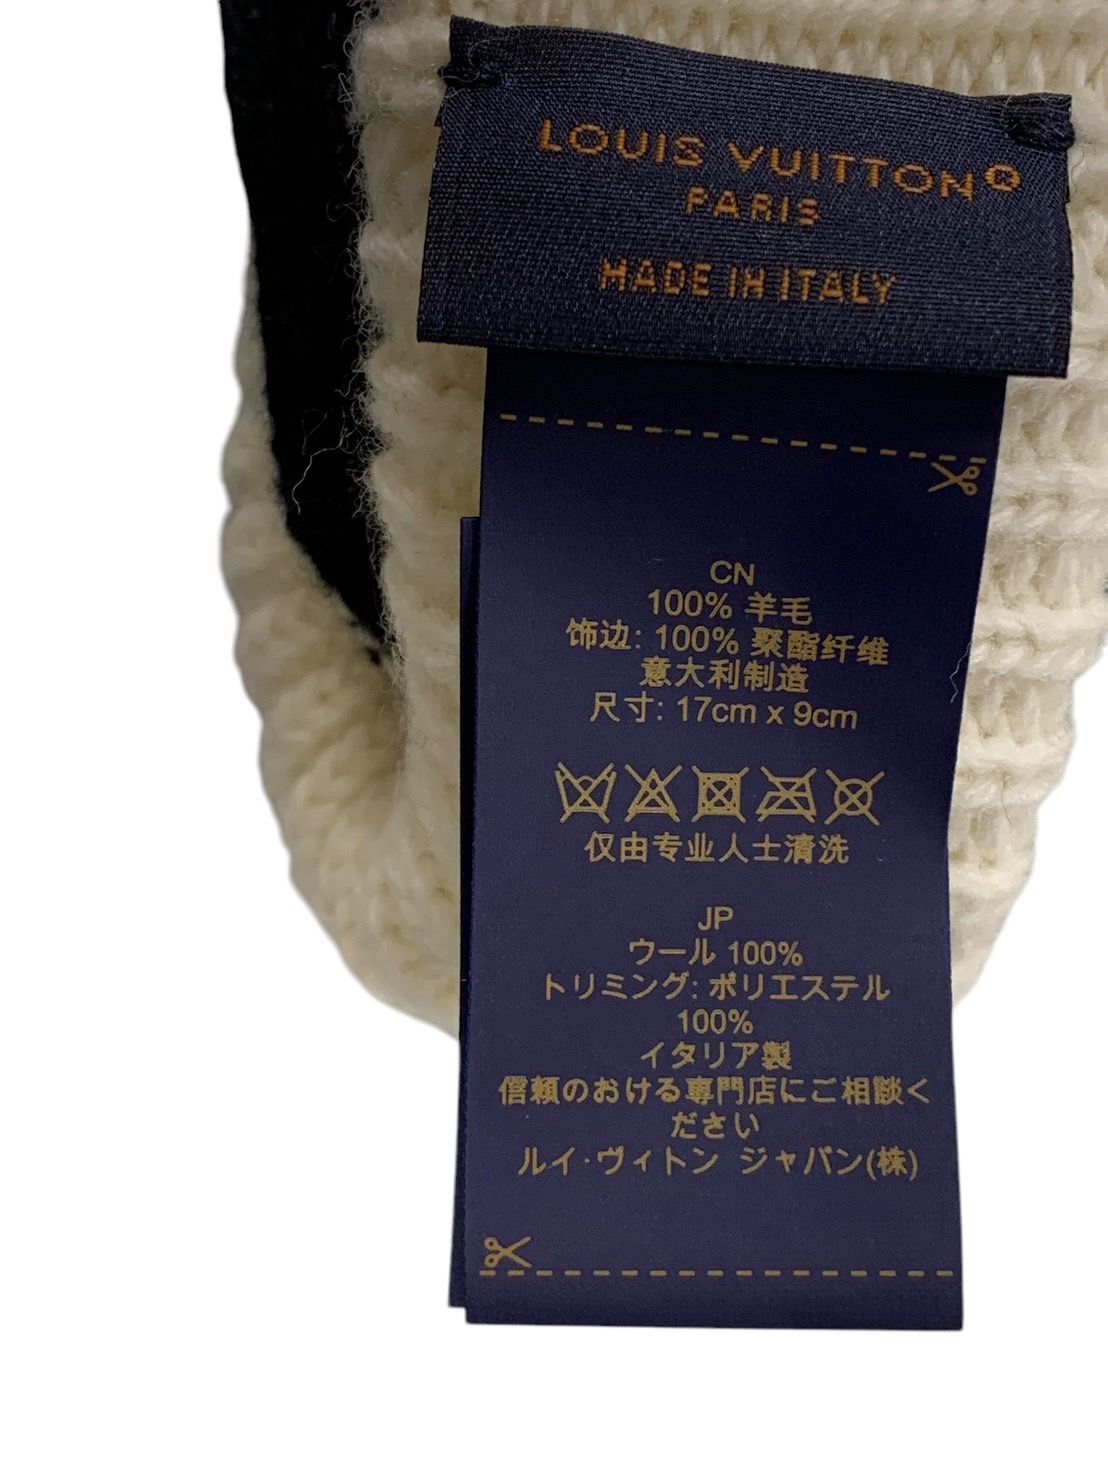 LOUIS VUITTON®
PARIS
MADE IN ITALY
CN
100% 羊毛
饰边: 100% 聚酯纤维
意大利制造
尺寸: 17cm x 9cm
仅由专业人士清洗
JP
ウール 100%
トリミング: ポリエステル
100%
イタリア製
信頼のおける専門店にご相談く
ださい
ルイ·ヴィトン ジャパン(株)